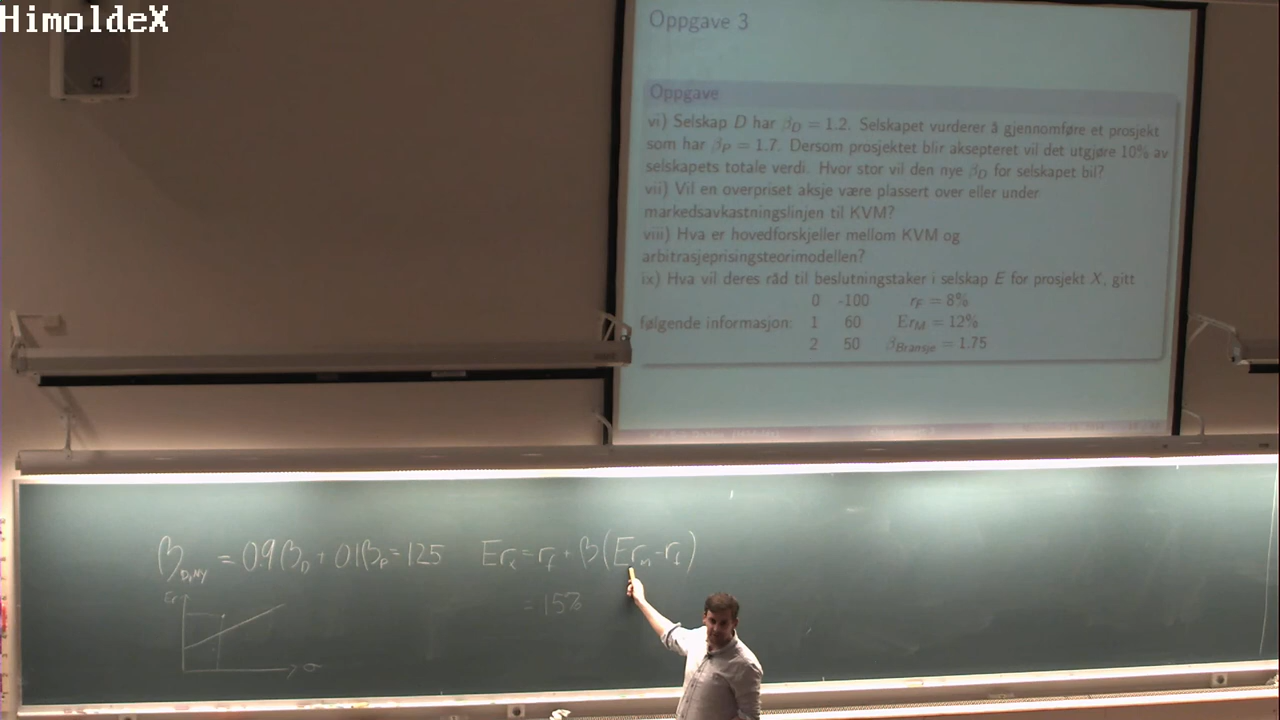 HimoldeX
Oppgave 3
Oppgave
vi) Selskap D har β_D = 1.2. Selskapet vurderer å gjennomføre et prosjekt
som har β_P = 1.7. Dersom prosjektet blir akseptert vil det utgjøre 10% av
selskapets totale verdi. Hvor stor vil den nye β_D for selskapet bil?
vii) Vil en overpriset aksje være plassert over eller under
markedsavkastningslinjen til KVM?
viii) Hva er hovedforskjeller mellom KVM og
arbitrasjeprisingsteorimodellen?
ix) Hva vil deres råd til beslutningstaker i selskap E for prosjekt X, gitt
0 -100 r_F = 8%
følgende informasjon: 1 60 Er_M = 12%
2 50 β_Bransje = 1.75
β_D,NY = 0.9β_D + 0.1β_P = 1.25 Er_x = r_f + β(Er_m - r_f)
= 15%
Er
σ